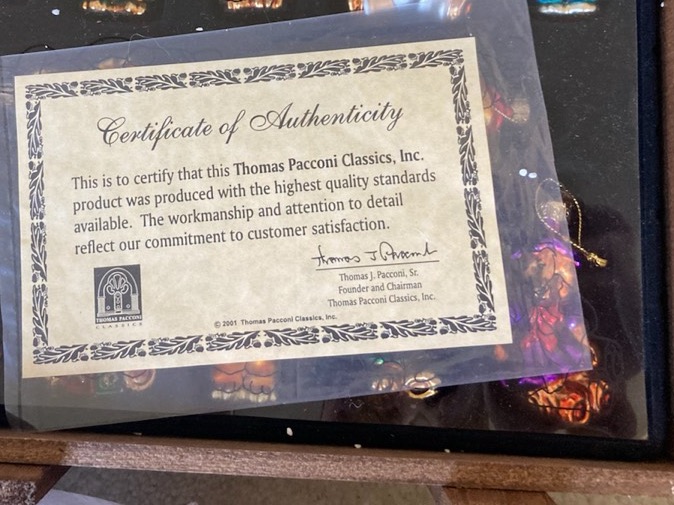 Certificate of Authenticity
This is to certify that this Thomas Pacconi Classics, Inc.
product was produced with the highest quality standards
available. The workmanship and attention to detail
reflect our commitment to customer satisfaction.
Thomas J Pacconi
Thomas J. Pacconi, Sr.
Founder and Chairman
Thomas Pacconi Classics, Inc.
THOMAS PACCONI
CLASSICS
© 2001 Thomas Pacconi Classics, Inc.